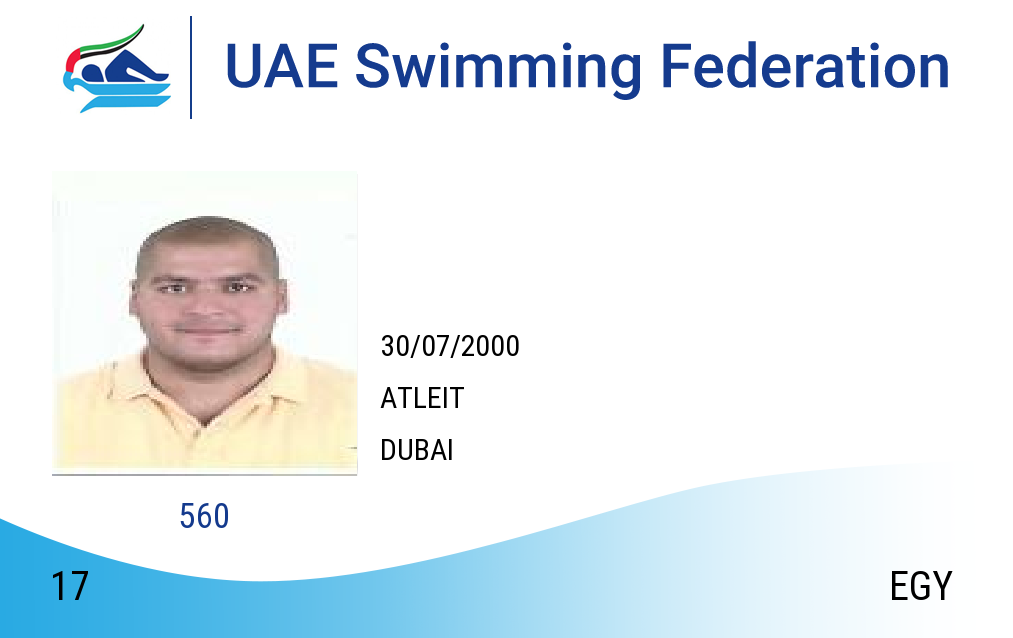 UAE Swimming Federation
30/07/2000
ATLEIT
DUBAI
560
17
EGY